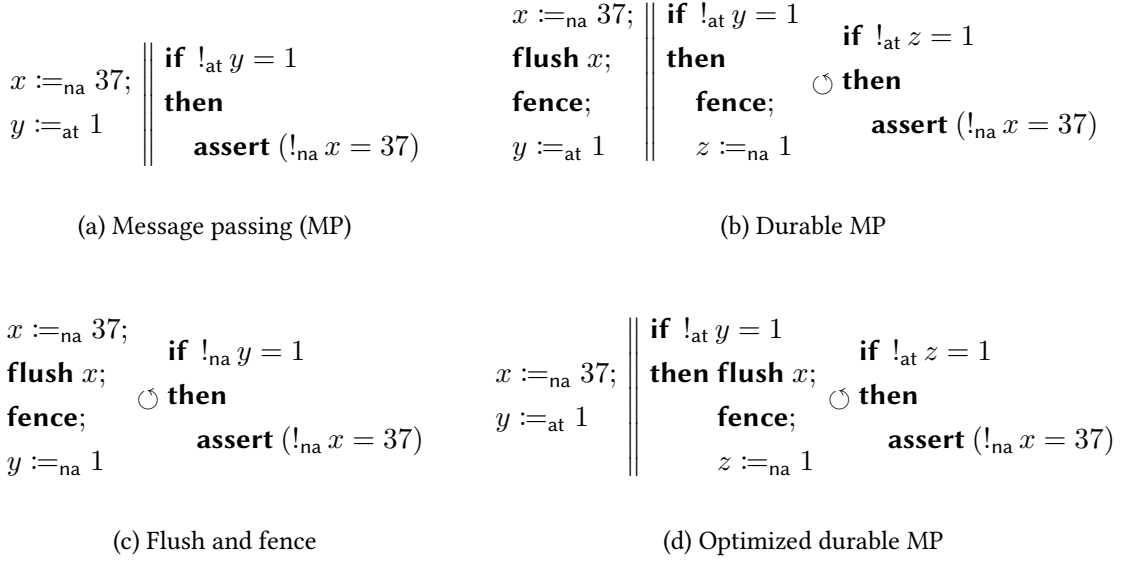 x :=na 37;
y :=at 1
if !at y = 1
then
assert (!na x = 37)
(a) Message passing (MP)
x :=na 37;
flush x;
fence;
y :=at 1
if !at y = 1
then
fence;
z :=na 1
↺
if !at z = 1
then
assert (!na x = 37)
(b) Durable MP
x :=na 37;
flush x;
fence;
y :=na 1
↺
if !na y = 1
then
assert (!na x = 37)
(c) Flush and fence
x :=na 37;
y :=at 1
if !at y = 1
then flush x;
fence;
z :=na 1
↺
if !at z = 1
then
assert (!na x = 37)
(d) Optimized durable MP